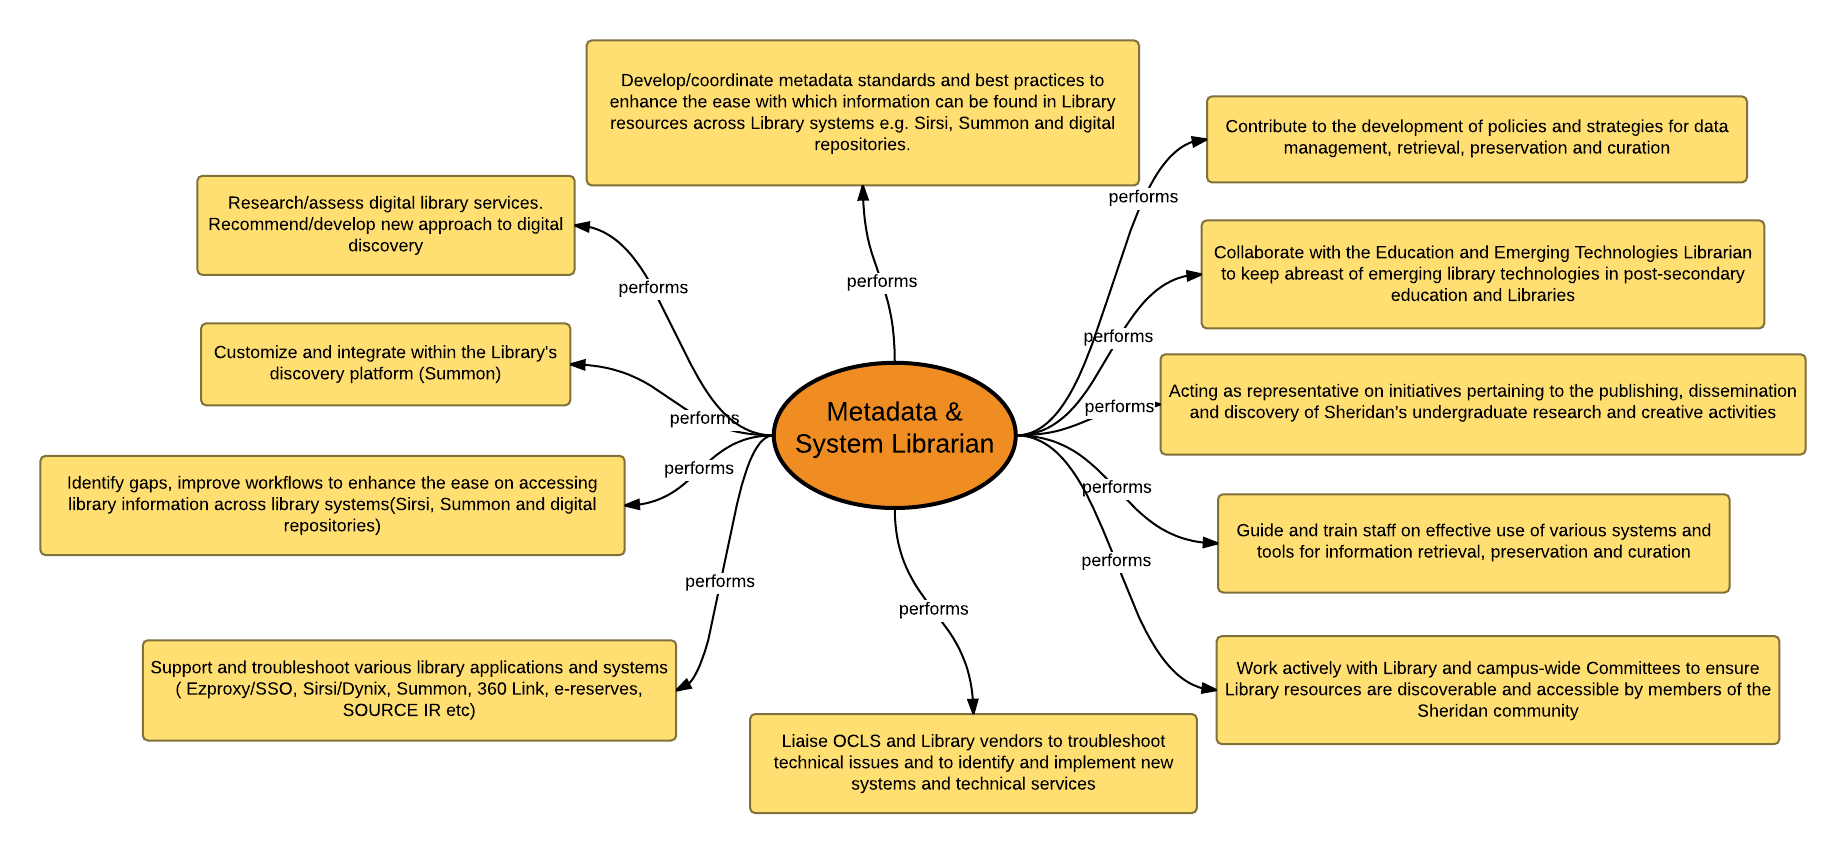 Develop/coordinate metadata standards and best practices to
enhance the ease with which information can be found in Library
resources across Library systems e.g. Sirsi, Summon and digital
repositories.
Contribute to the development of policies and strategies for data
management, retrieval, preservation and curation
performs
Research/assess digital library services.
Recommend/develop new approach to digital
discovery
Collaborate with the Education and Emerging Technologies Librarian
to keep abreast of emerging library technologies in post-secondary
education and Libraries
performs
performs
performs
Customize and integrate within the Library's
discovery platform (Summon)
Acting as representative on initiatives pertaining to the publishing, dissemination
and discovery of Sheridan's undergraduate research and creative activities
performs
performs
Metadata &
System Librarian
performs
performs
Identify gaps, improve workflows to enhance the ease on accessing
library information across library systems(Sirsi, Summon and digital
repositories)
Guide and train staff on effective use of various systems and
tools for information retrieval, preservation and curation
performs
performs
performs
Support and troubleshoot various library applications and systems
( Ezproxy/SSO, Sirsi/Dynix, Summon, 360 Link, e-reserves,
SOURCE IR etc)
Work actively with Library and campus-wide Committees to ensure
Library resources are discoverable and accessible by members of the
Sheridan community
Liaise OCLS and Library vendors to troubleshoot
technical issues and to identify and implement new
systems and technical services